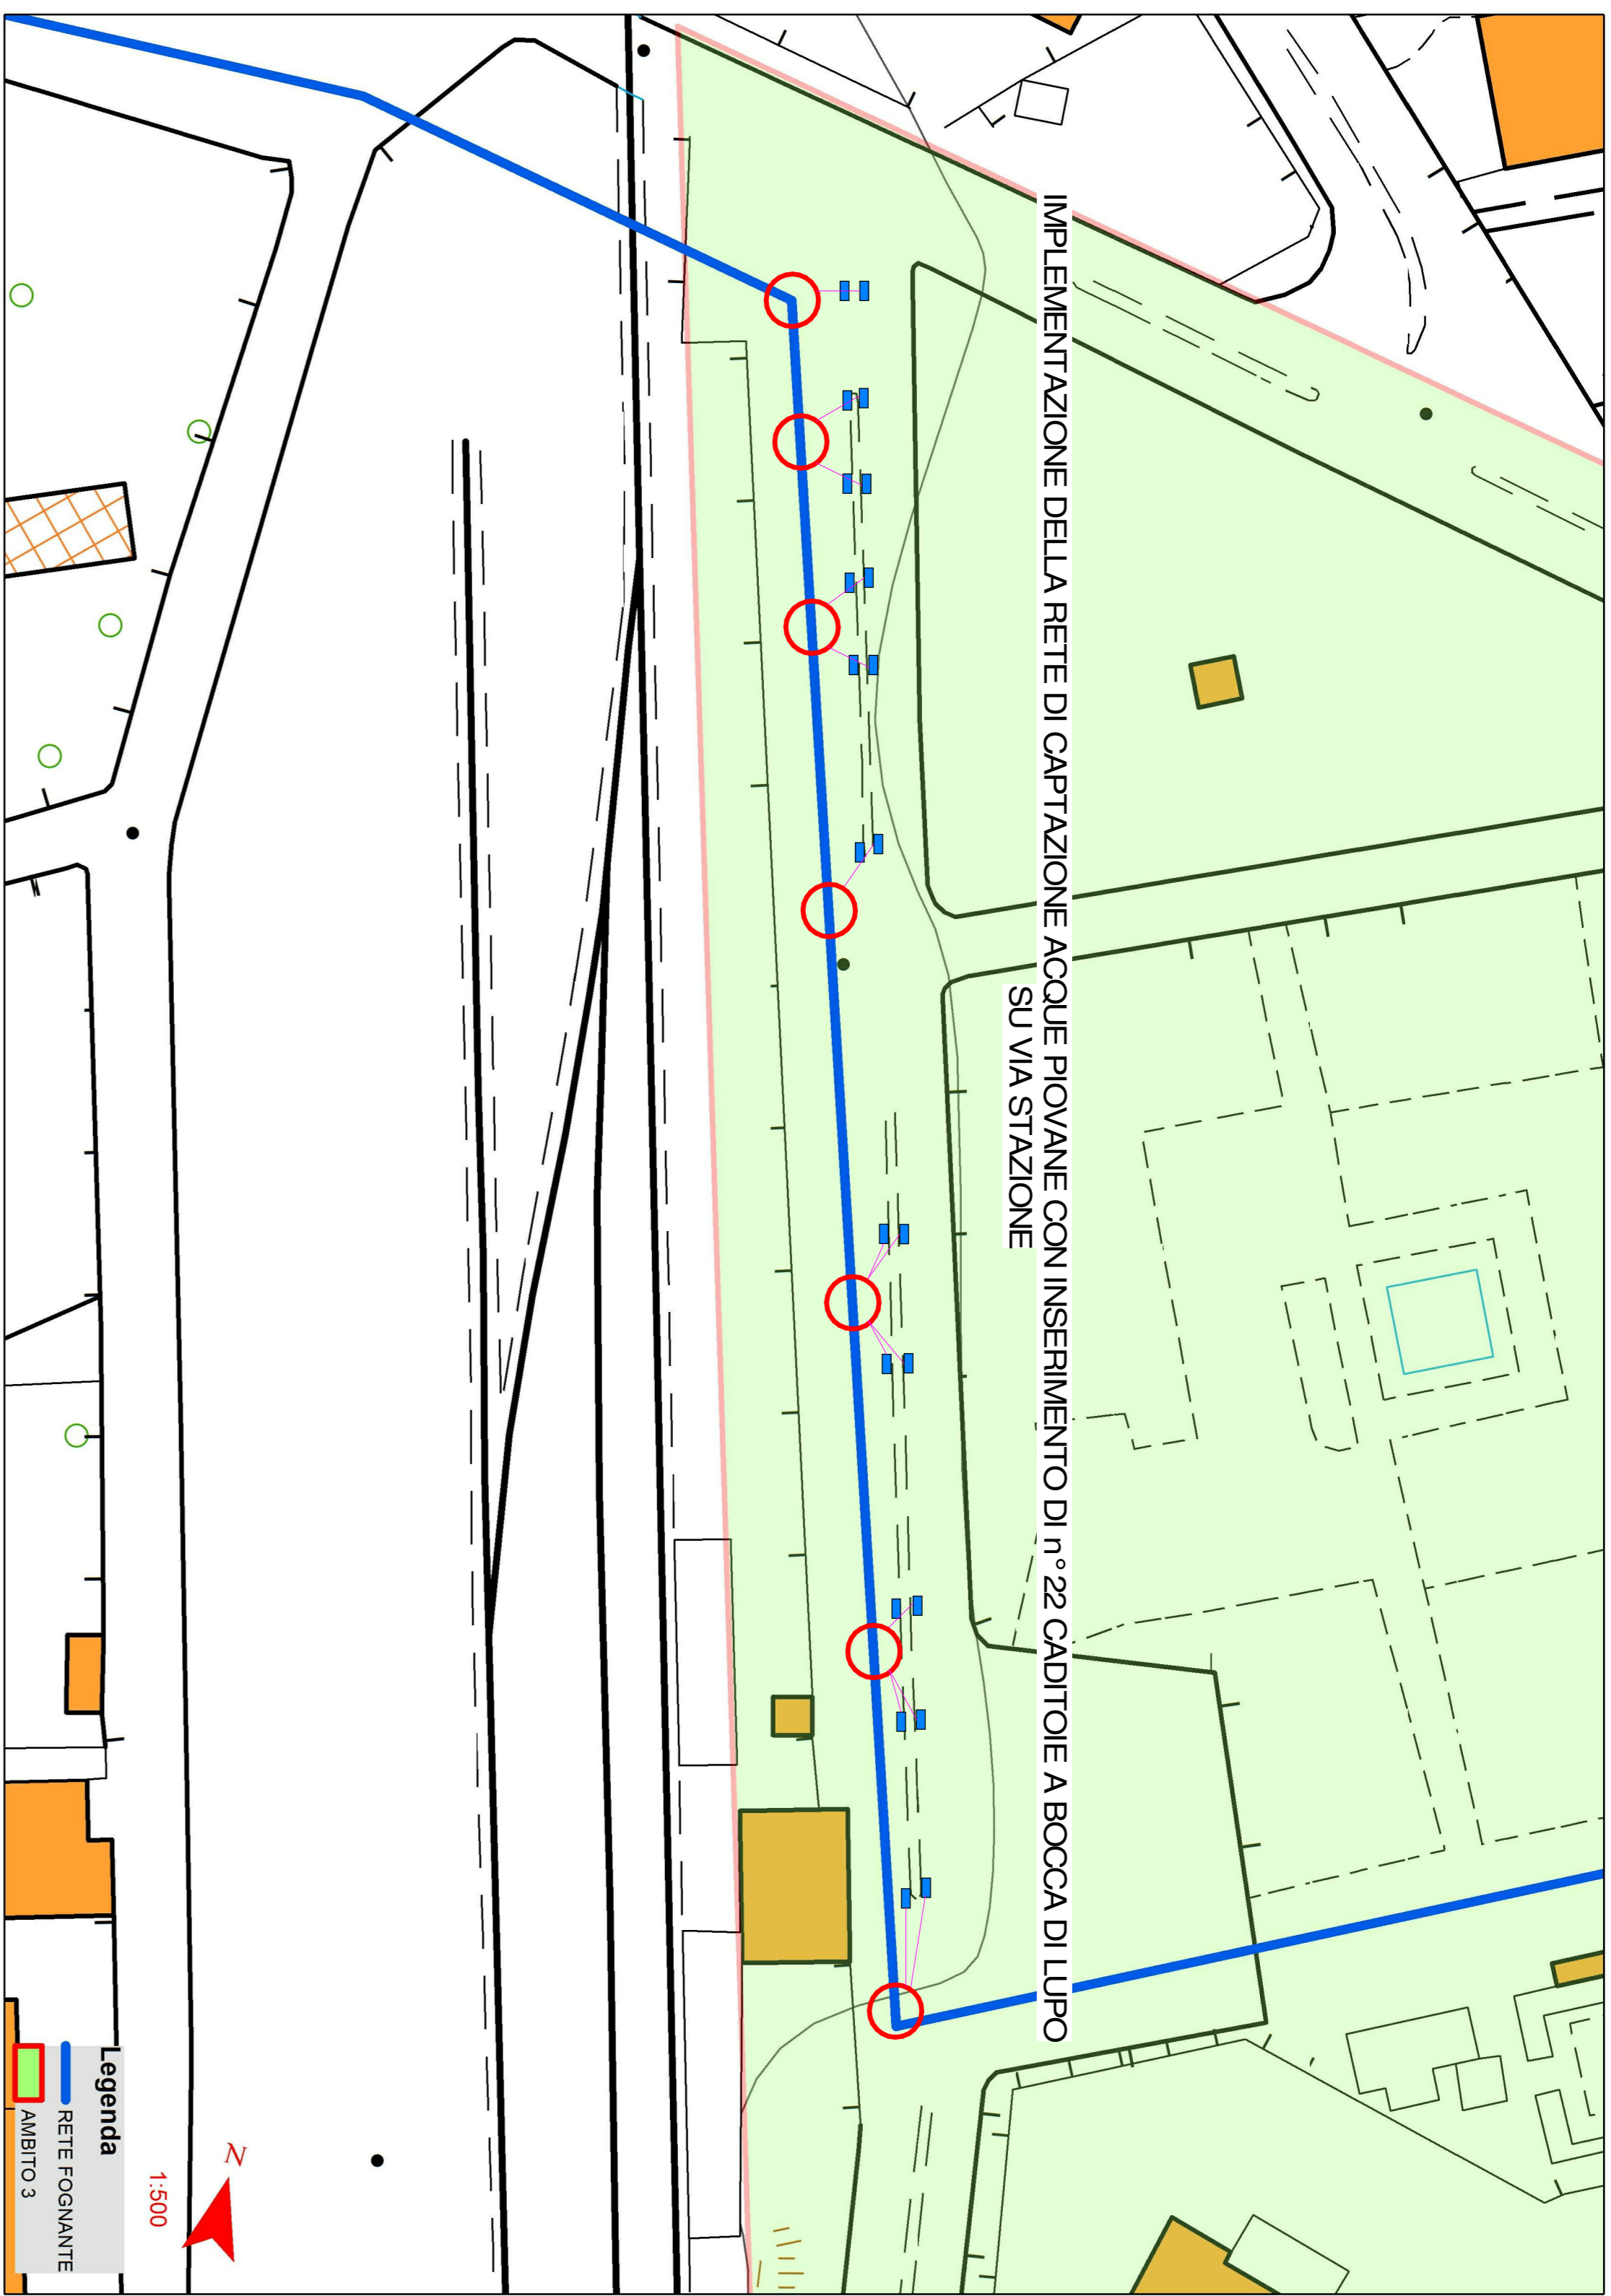 IMPLEMENTAZIONE DELLA RETE DI CAPTAZIONE ACQUE PIOVANE CON INSERIMENTO DI n°22 CADITOIE A BOCCA DI LUPO
SU VIA STAZIONE
Legenda
RETE FOGNANTE
AMBITO 3
N
1:500